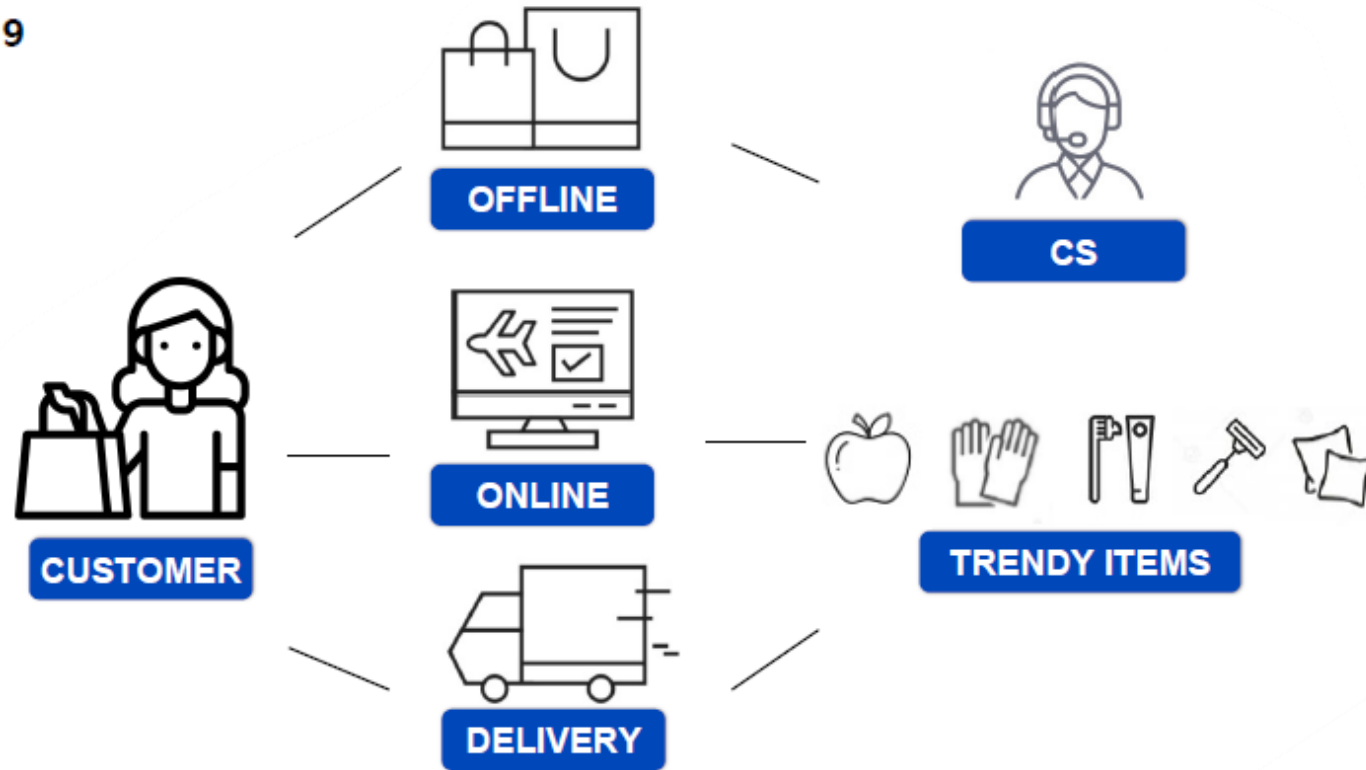 9
OFFLINE
CS
ONLINE
CUSTOMER
TRENDY ITEMS
DELIVERY